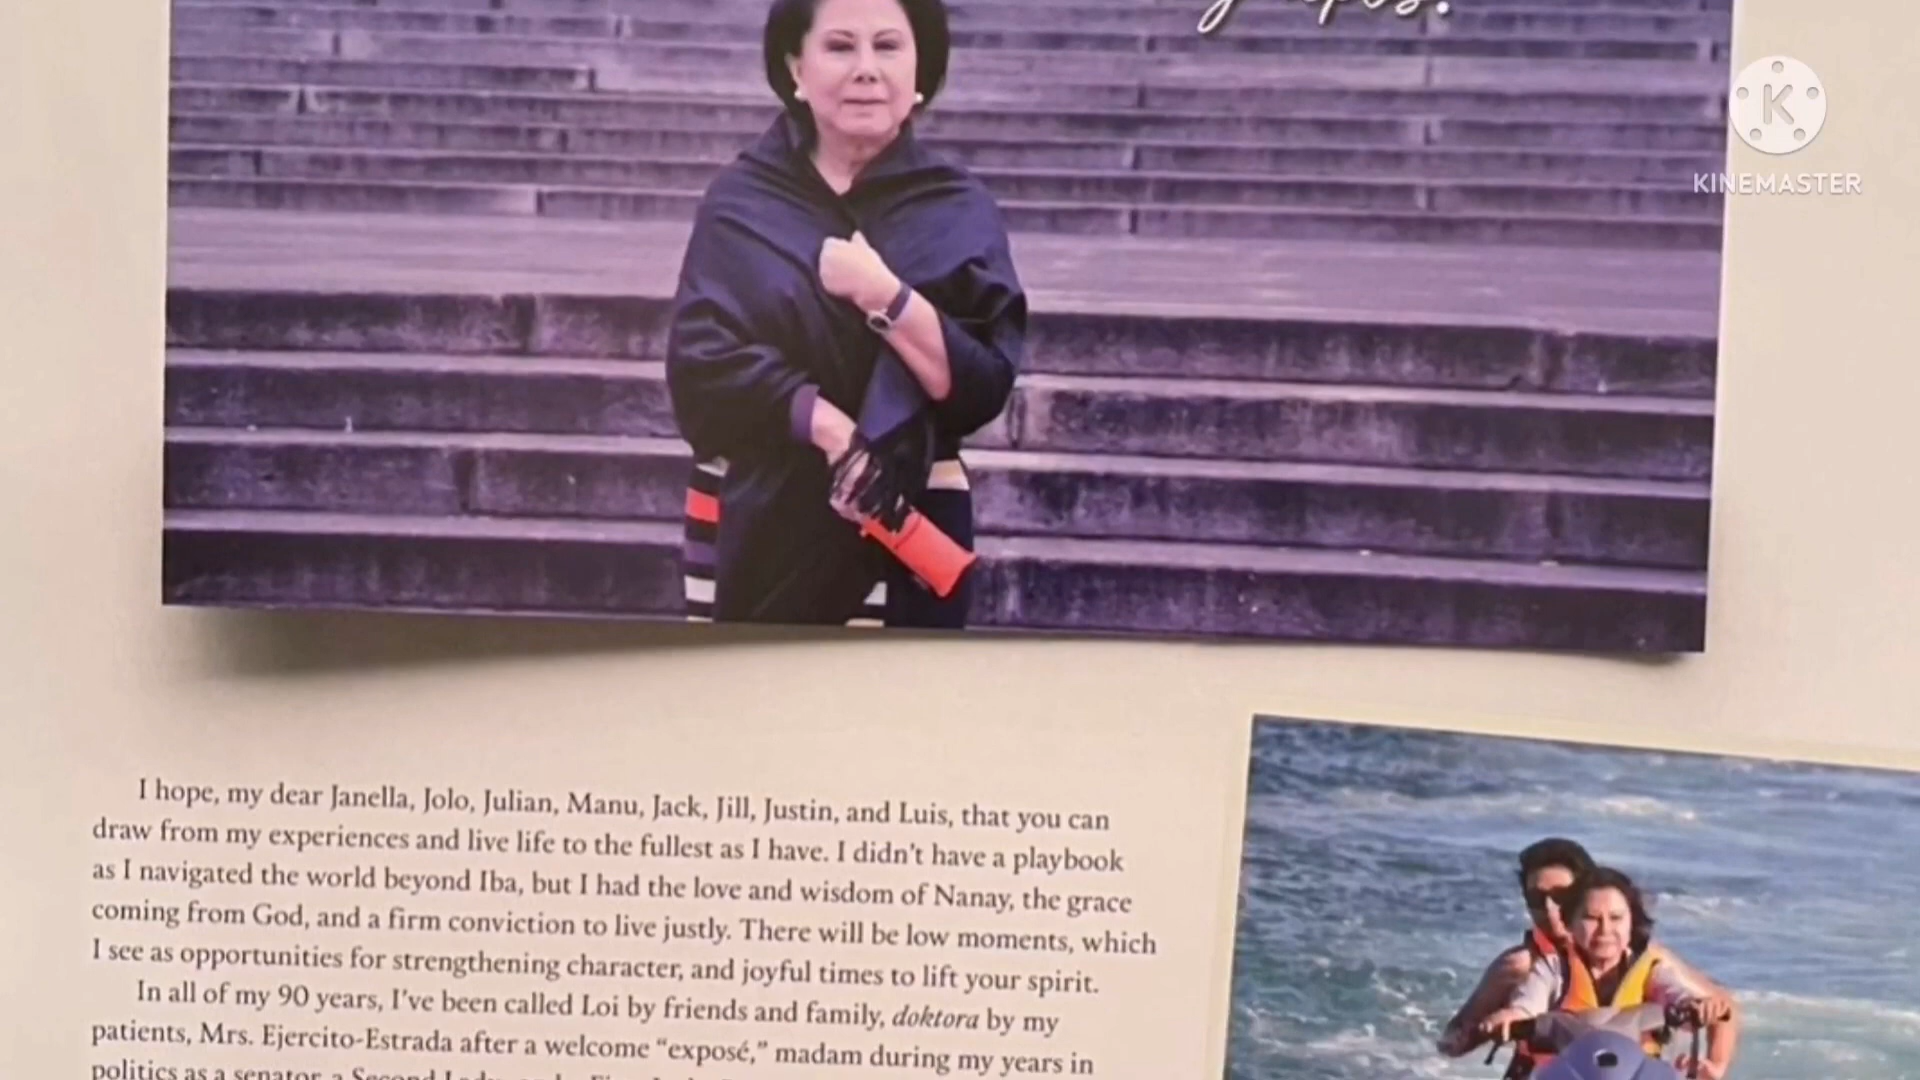 KINEMASTER
I hope, my dear Janella, Jolo, Julian, Manu, Jack, Jill, Justin, and Luis, that you can
draw from my experiences and live life to the fullest as I have. I didn't have a playbook
as I navigated the world beyond Iba, but I had the love and wisdom of Nanay, the grace
coming from God, and a firm conviction to live justly. There will be low moments, which
I see as opportunities for strengthening character, and joyful times to lift your spirit.
In all of my 90 years, I've been called Loi by friends and family, doktora by my
patients, Mrs. Ejercito-Estrada after a welcome “exposé,” madam during my years in
politics as a senator, a Second